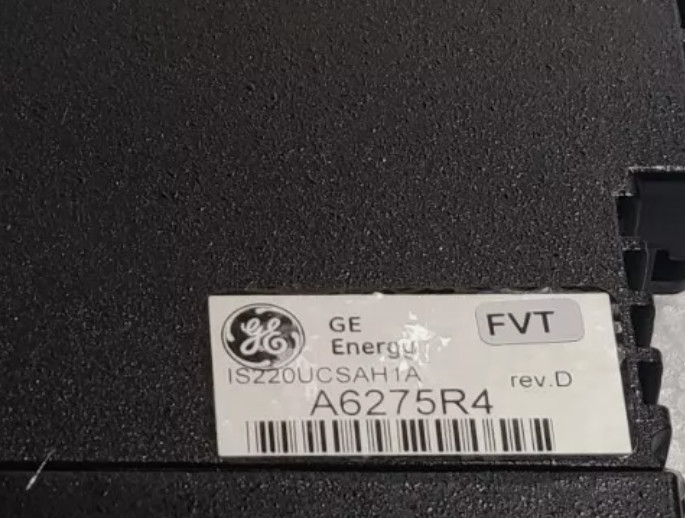 GE
Energy
FVT
IS220UCSAH1A
rev.D
A6275R4